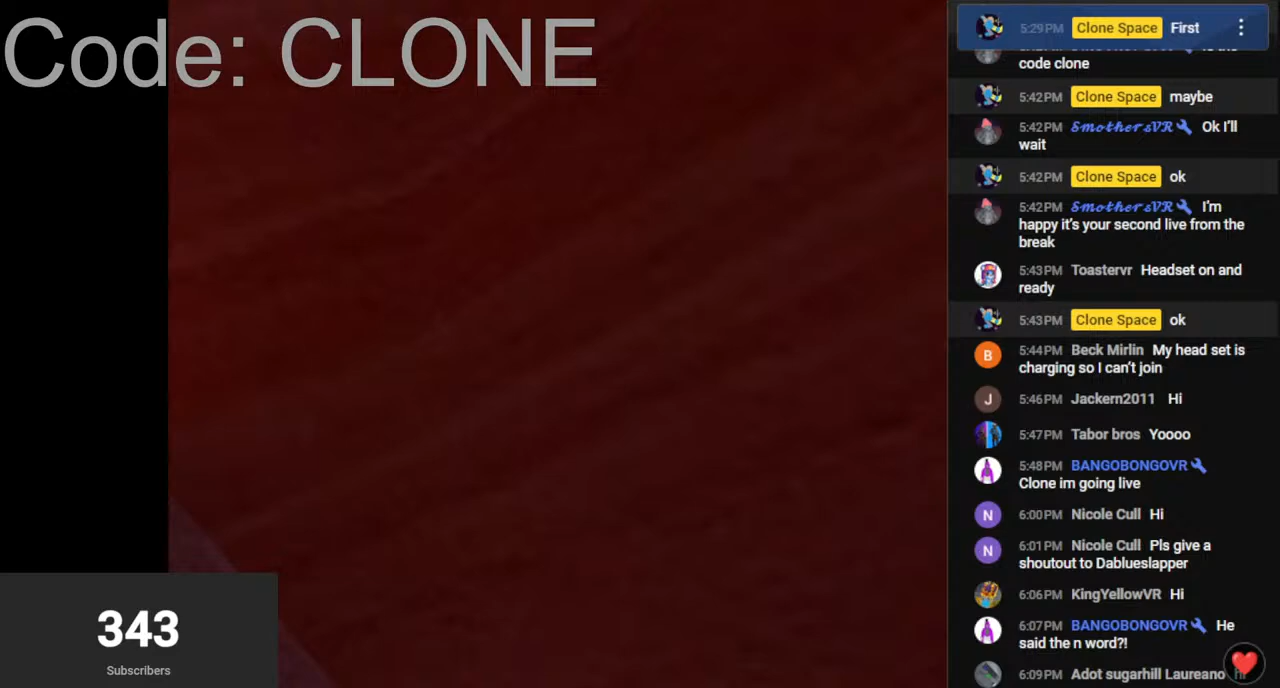 Code: CLONE
343
Subscribers
5:29PM Clone Space First
code clone
5:42PM Clone Space maybe
5:42PM 𝓢𝓶𝓸𝓽𝓱𝓮𝓻𝓼𝓥𝓡 Ok I'll
wait
5:42PM Clone Space ok
5:42PM 𝓢𝓶𝓸𝓽𝓱𝓮𝓻𝓼𝓥𝓡 I'm
happy it's your second live from the
break
5:43PM Toastervr Headset on and
ready
5:43PM Clone Space ok
B
5:44PM Beck Mirlin My head set is
charging so I can't join
J
5:46PM Jackern2011 Hi
5:47PM Tabor bros Yoooo
5:48PM BANGOBONGOVR
Clone im going live
N
6:00PM Nicole Cull Hi
N
6:01PM Nicole Cull Pls give a
shoutout to Dablueslapper
6:06PM KingYellowVR Hi
6:07PM BANGOBONGOVR He
said the n word?!
6:09PM Adot sugarhill Laureano